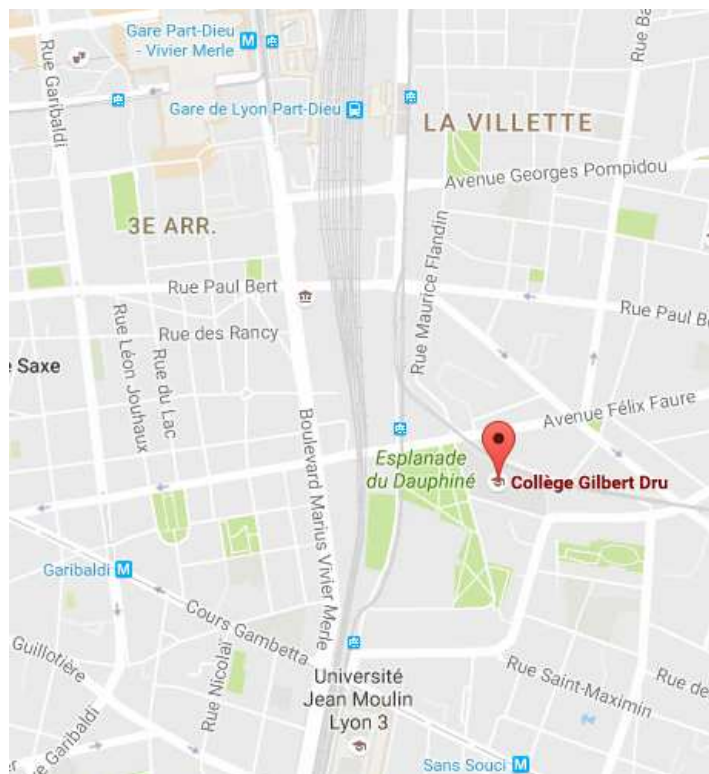 Gare Part-Dieu
- Vivier Merle
M
Rue Garibaldi
Gare de Lyon Part-Dieu
LA VILLETTE
Avenue Georges Pompidou
3E ARR.
Rue Maurice Flandin
Rue Paul Bert
Rue Paul B
Rue des Rancy
Saxe
Rue Léon Jouhaux
Rue du Lac
Avenue Félix Faure
Boulevard Marius Vivier Merle
Esplanade
du Dauphiné
Collège Gilbert Dru
Garibaldi M
Cours Gambetta
Guillotière
Rue Nicolaï
Université
Jean Moulin
Lyon 3
Rue Saint-Maximin
Rue de
Garibaldi
Sans Souci M